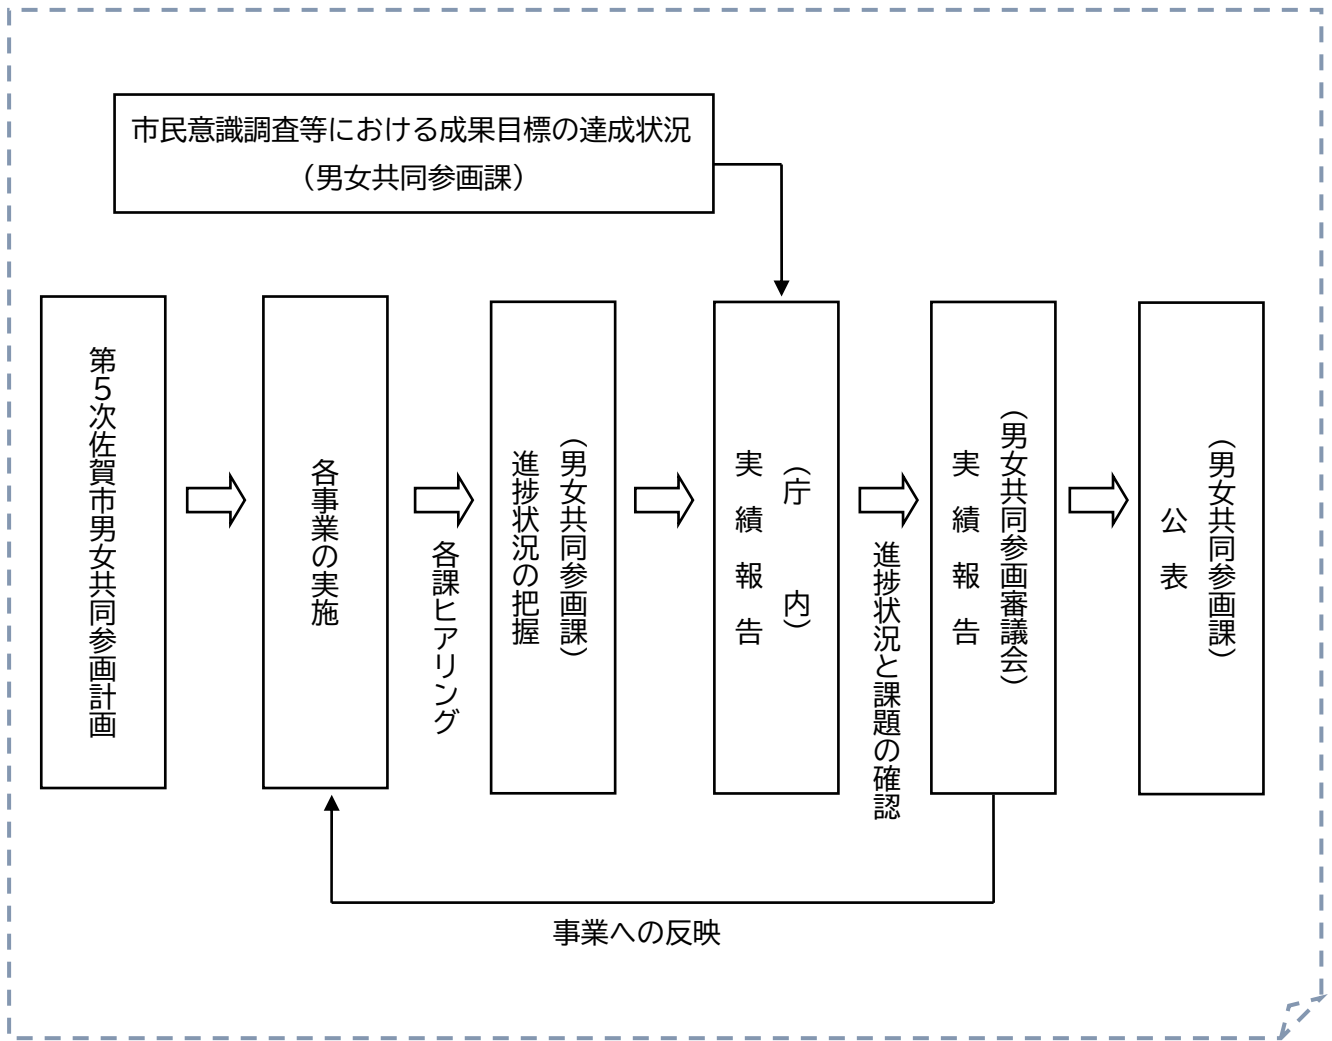 市民意識調査等における成果目標の達成状況
（男女共同参画課）
第５次佐賀市男女共同参画計画
各事業の実施
各課ヒアリング
（男女共同参画課）
進捗状況の把握
（庁　　　内）
実　績　報　告
進捗状況と課題の確認
（男女共同参画審議会）
実　績　報　告
（男女共同参画課）
公　表
事業への反映